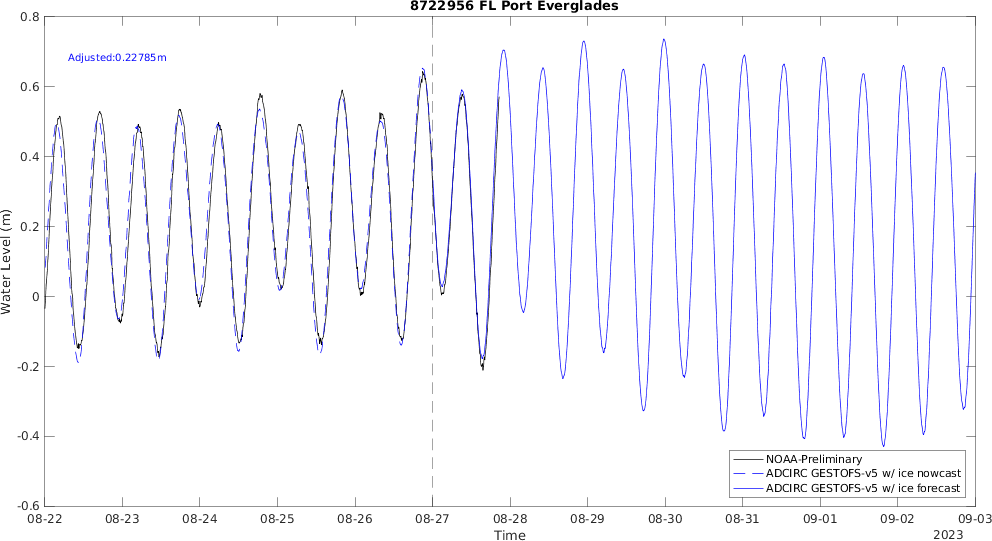 8722956 FL Port Everglades
0.8
0.6
0.4
0.2
0
-0.2
-0.4
-0.6
Water Level (m)
Adjusted:0.22785m
NOAA-Preliminary
ADCIRC GESTOFS-v5 w/ ice nowcast
ADCIRC GESTOFS-v5 w/ ice forecast
08-22 08-23 08-24 08-25 08-26 08-27 08-28 08-29 08-30 08-31 09-01 09-02 09-03
Time
2023